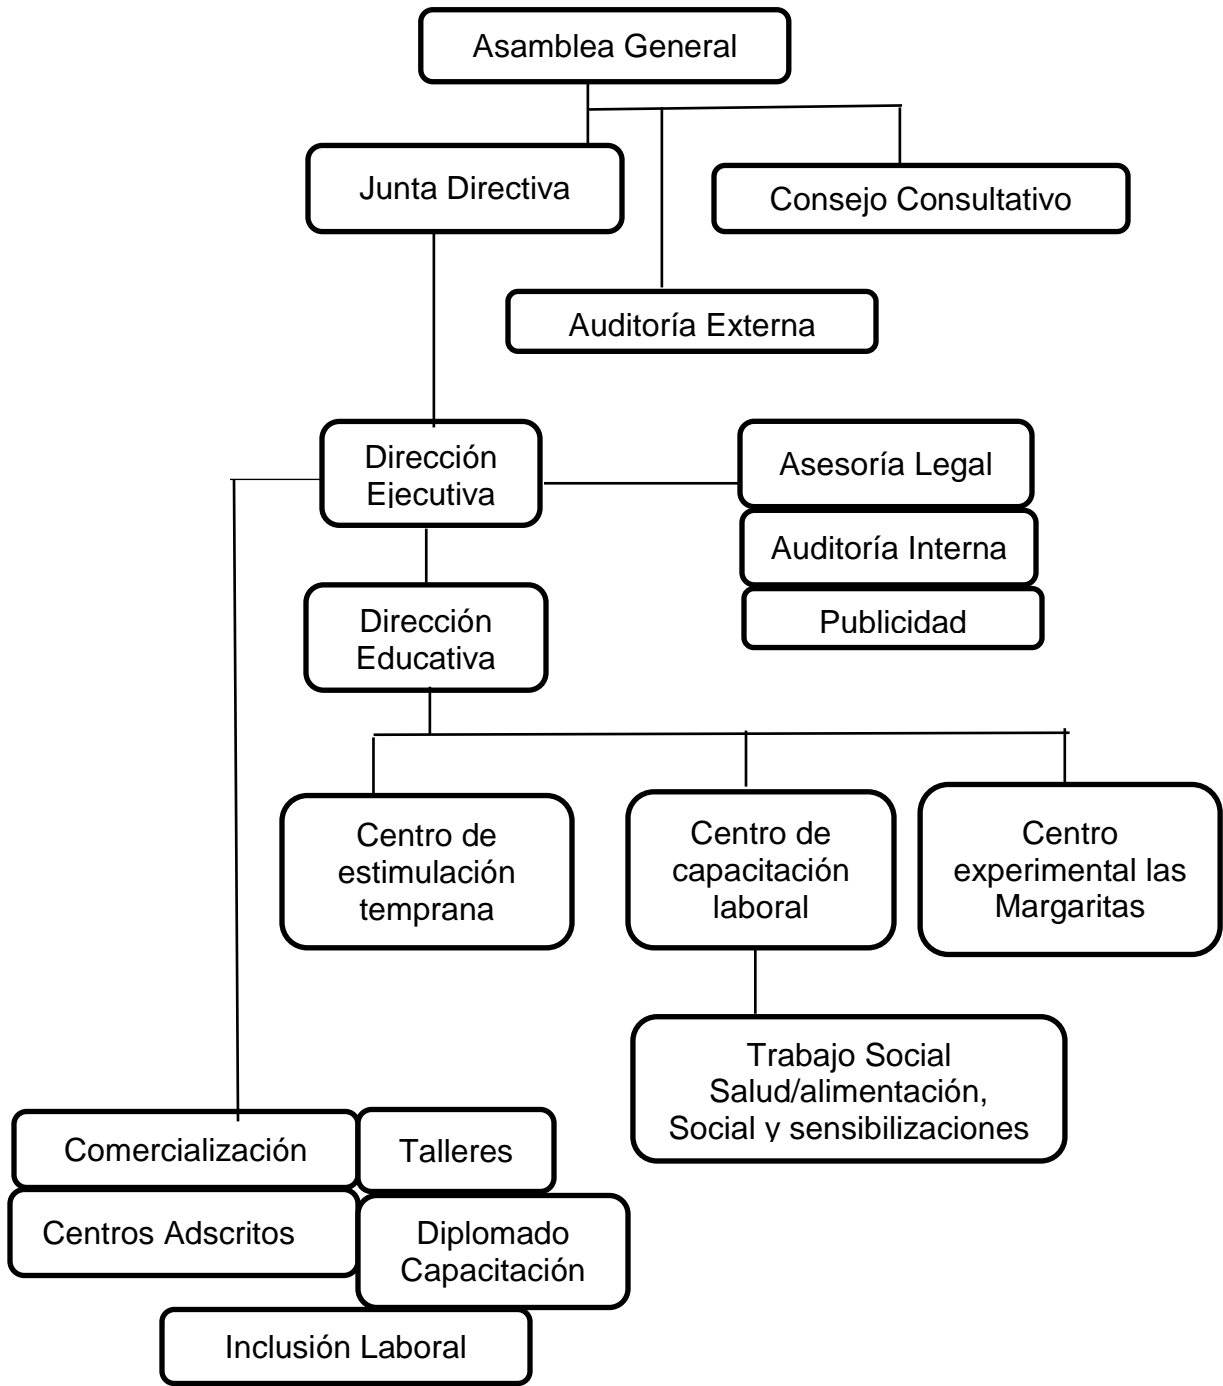 Asamblea General
Junta Directiva
Consejo Consultativo
Auditoría Externa
Dirección
Ejecutiva
Asesoría Legal
Auditoría Interna
Publicidad
Dirección
Educativa
Centro de
estimulación
temprana
Centro de
capacitación
laboral
Centro
experimental las
Margaritas
Trabajo Social
Salud/alimentación,
Social y sensibilizaciones
Comercialización
Talleres
Centros Adscritos
Diplomado
Capacitación
Inclusión Laboral